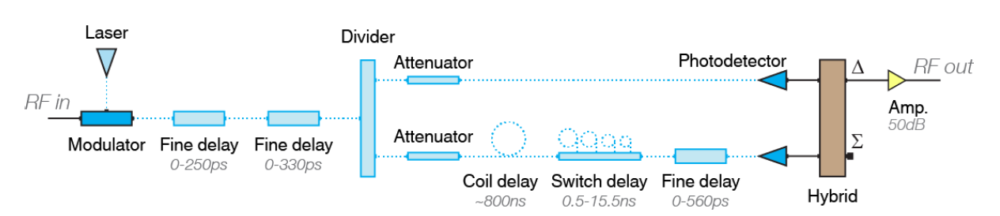 Laser
Divider
Attenuator
Photodetector
Δ
RF out
RF in
Amp.
50dB
Modulator
Fine delay
0-250ps
Fine delay
0-330ps
Attenuator
Σ
Coil delay
~800ns
Switch delay
0.5-15.5ns
Fine delay
0-560ps
Hybrid